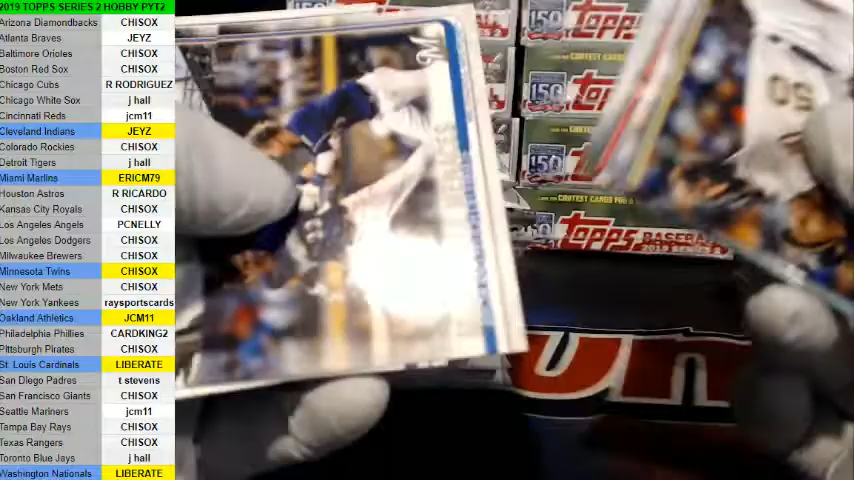 2019 TOPPS SERIES 2 HOBBY PYT2
Arizona Diamondbacks CHISOX
Atlanta Braves JEYZ
Baltimore Orioles CHISOX
Boston Red Sox CHISOX
Chicago Cubs R RODRIGUEZ
Chicago White Sox j hall
Cincinnati Reds jcm11
Cleveland Indians JEYZ
Colorado Rockies CHISOX
Detroit Tigers j hall
Miami Marlins ERICM79
Houston Astros R RICARDO
Kansas City Royals CHISOX
Los Angeles Angels PCNELLY
Los Angeles Dodgers CHISOX
Milwaukee Brewers CHISOX
Minnesota Twins CHISOX
New York Mets CHISOX
New York Yankees raysportscards
Oakland Athletics JCM11
Philadelphia Phillies CARDKING2
Pittsburgh Pirates CHISOX
St. Louis Cardinals LIBERATE
San Diego Padres t stevens
San Francisco Giants CHISOX
Seattle Mariners jcm11
Tampa Bay Rays CHISOX
Texas Rangers CHISOX
Toronto Blue Jays j hall
Washington Nationals LIBERATE
150 Topps
150
150
150
Topps BASEBALL
50